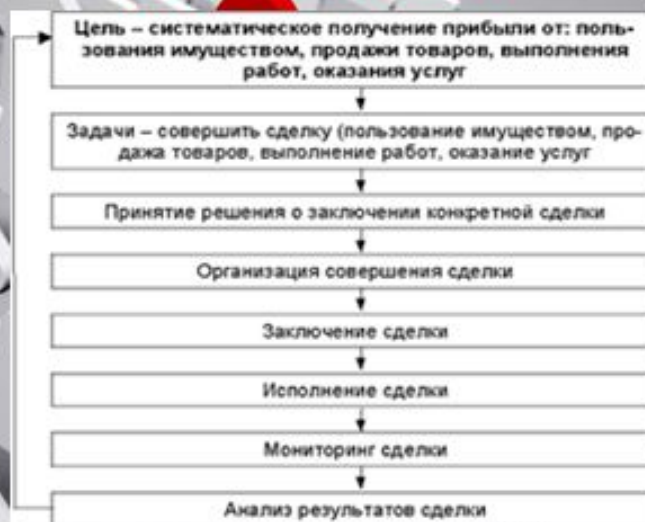 Цель – систематическое получение прибыли от: поль-
зования имуществом, продажи товаров, выполнения
работ, оказания услуг
Задачи – совершить сделку (пользование имуществом, про-
дажа товаров, выполнение работ, оказание услуг
Принятие решения о заключении конкретной сделки
Организация совершения сделки
Заключение сделки
Исполнение сделки
Мониторинг сделки
Анализ результатов сделки